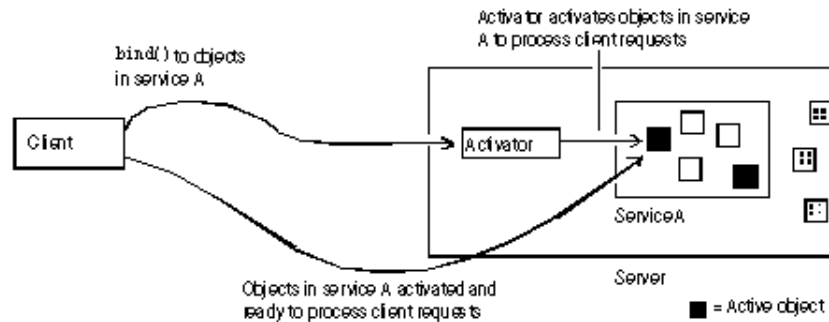 Activator activates objects in service
A to process client requests
bind() to objects
in service A
Client
Activator
Service A
Server
Objects in service A activated and
ready to process client requests
= Active object